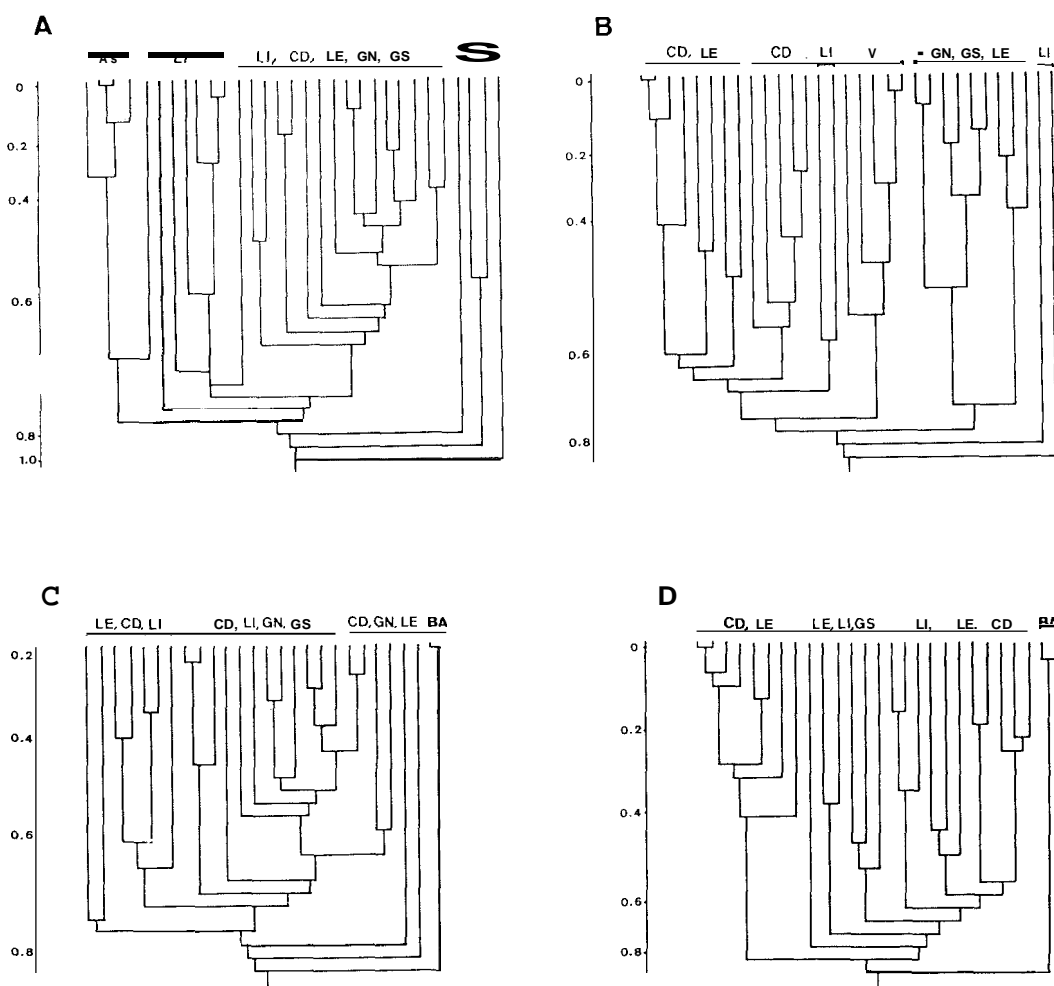 A
B
As
LI, CD, LE, GN, GS
S
CD, LE
CD
LI
V
GN, GS, LE
LI
0
0.2
0.4
0.6
0.8
1.0
0
0.2
0.4
0.6
0.8
C
D
LE, CD, LI
CD, LI, GN, GS
CD, GN, LE
BA
CD, LE
LE, LI, GS
LI, LE. CD
BA
0.2
0.4
0.6
0.8
0
0.2
0.4
0.6
0.8